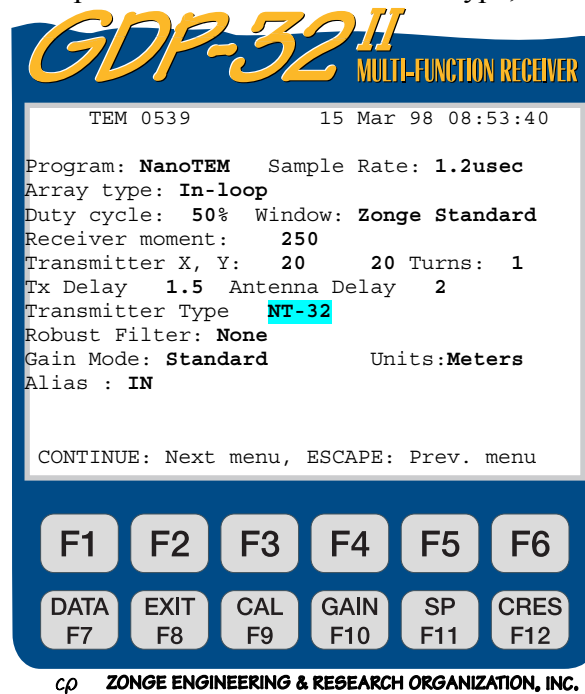 GDP-32 II
MULTI-FUNCTION RECEIVER
TEM 0539 15 Mar 98 08:53:40
Program: NanoTEM Sample Rate: 1.2usec
Array type: In-loop
Duty cycle: 50% Window: Zonge Standard
Receiver moment: 250
Transmitter X, Y: 20 20 Turns: 1
Tx Delay 1.5 Antenna Delay 2
Transmitter Type NT-32
Robust Filter: None
Gain Mode: Standard Units:Meters
Alias : IN
CONTINUE: Next menu, ESCAPE: Prev. menu
F1 F2 F3 F4 F5 F6
DATA F7 EXIT F8 CAL F9 GAIN F10 SP F11 CRES F12
ZONGE ENGINEERING & RESEARCH ORGANIZATION, INC.